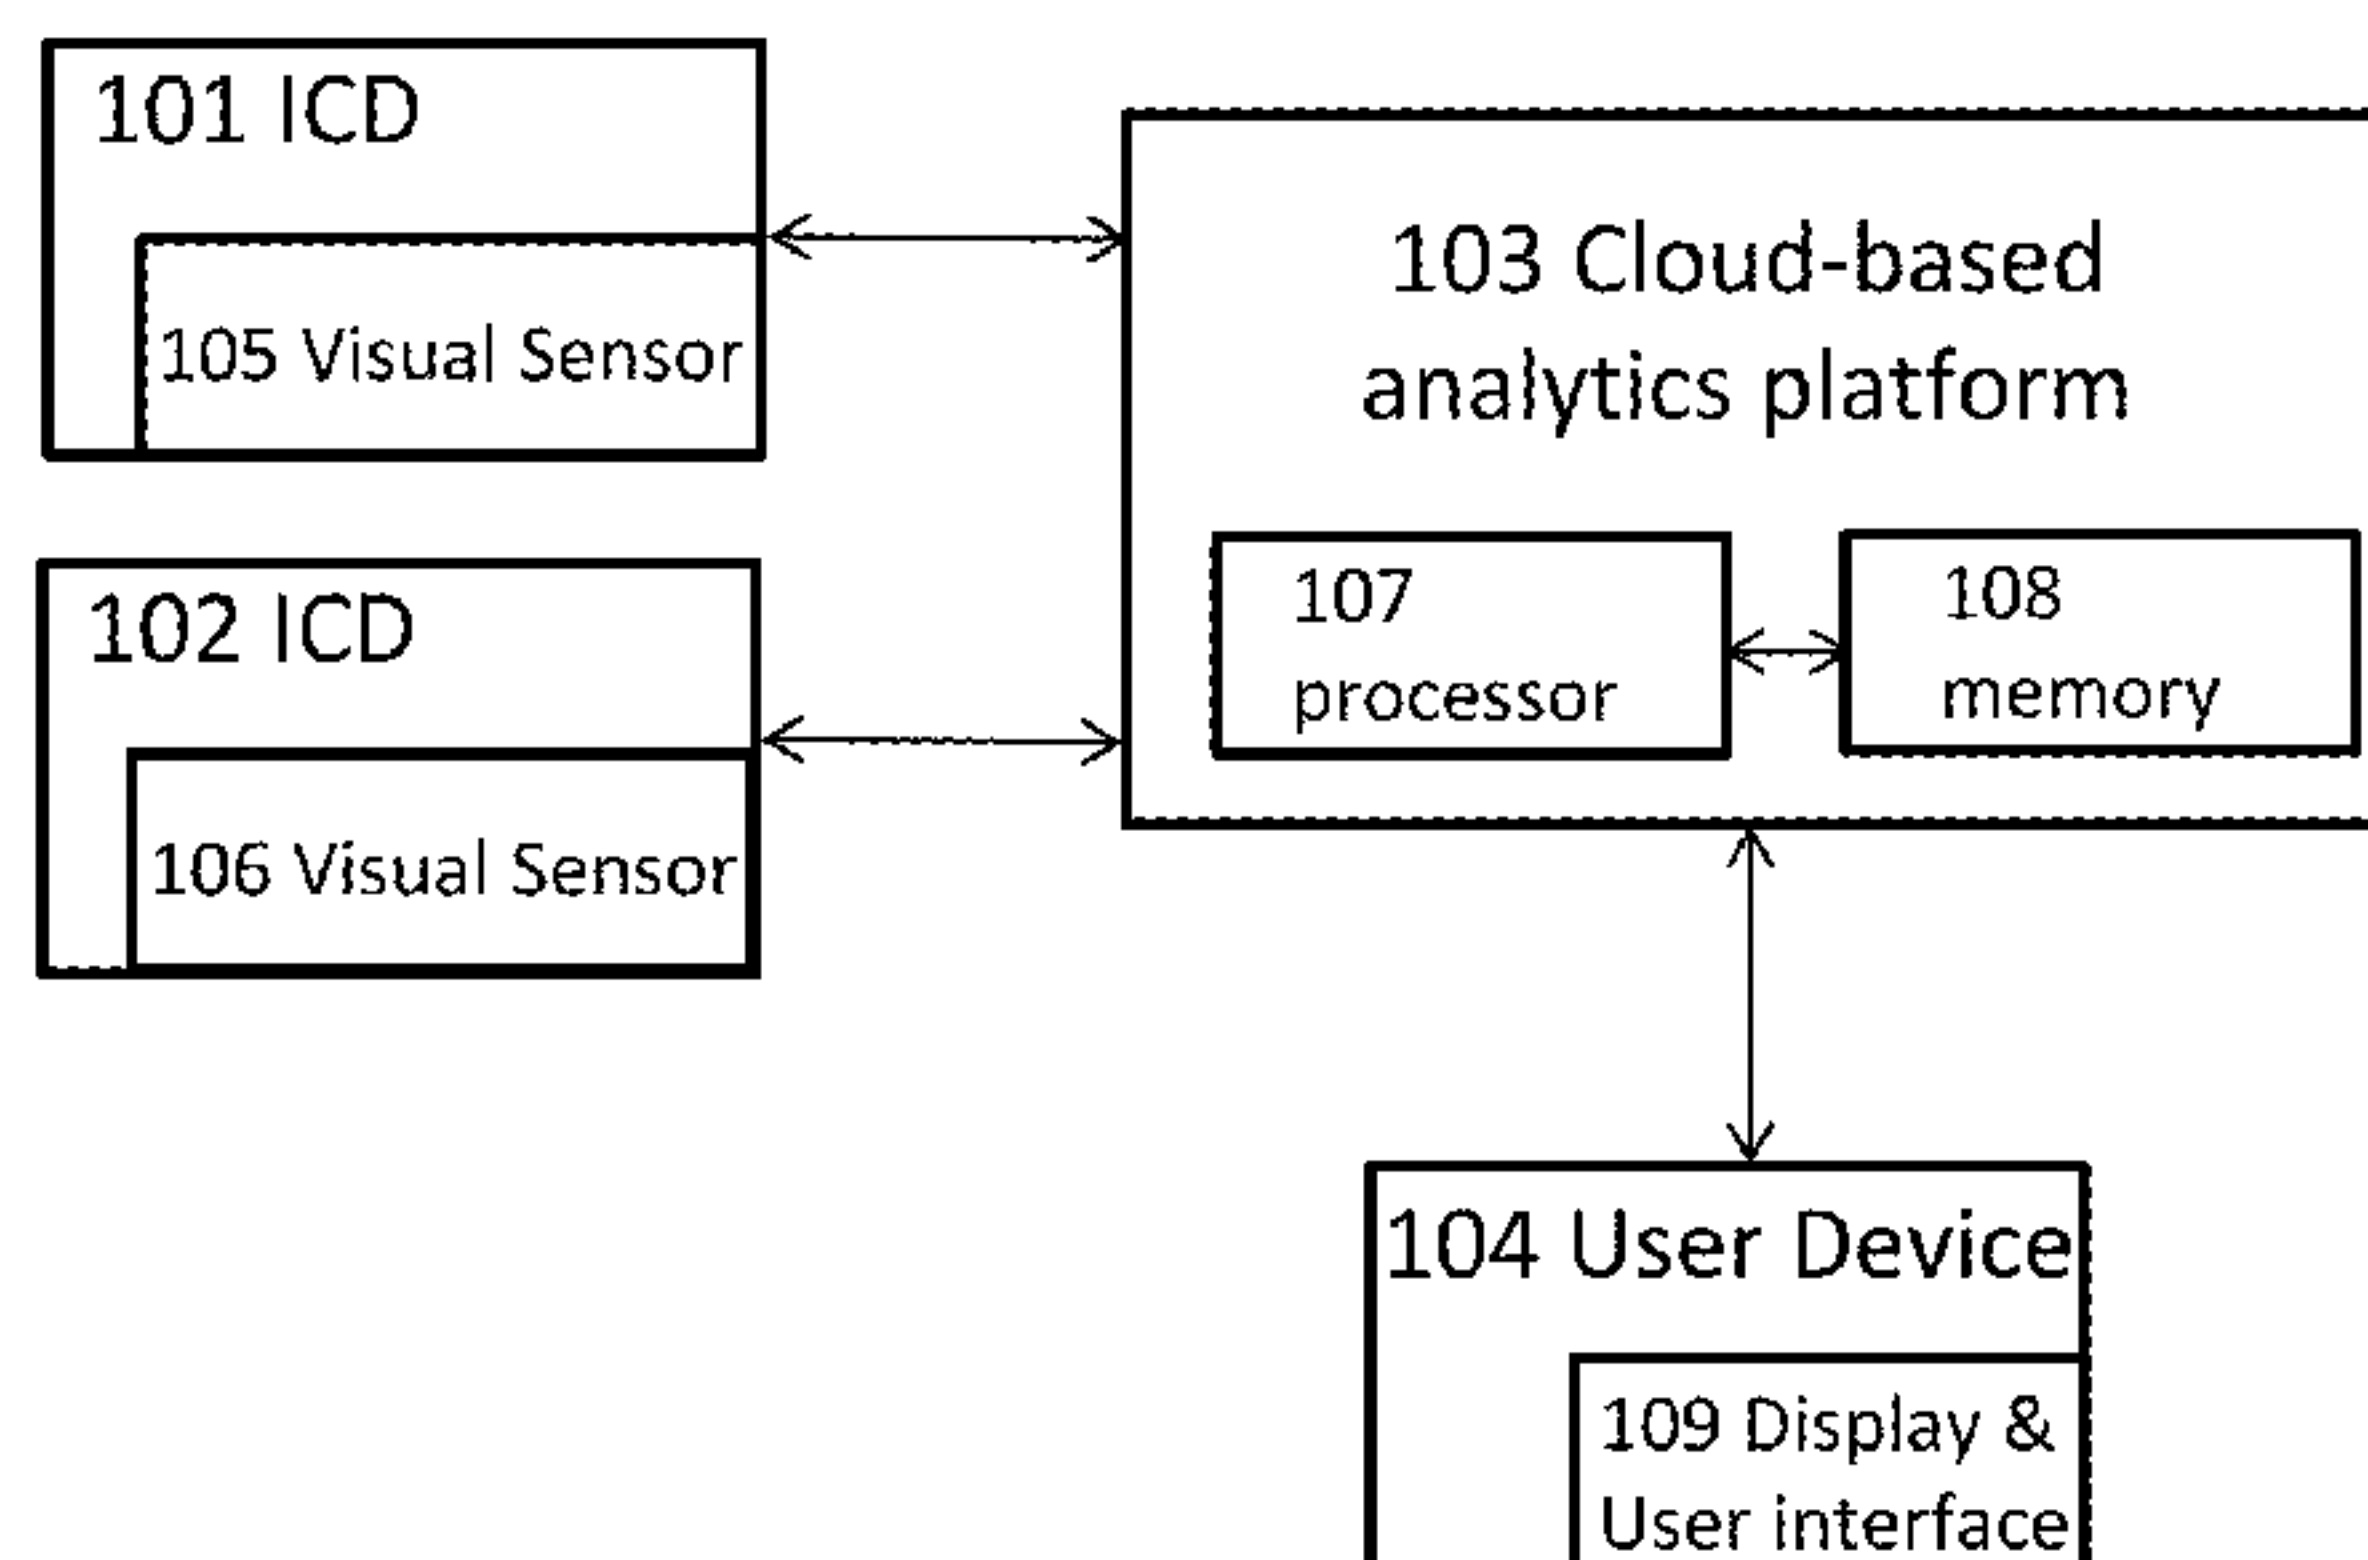 101 ICD
105 Visual Sensor
102 ICD
106 Visual Sensor
103 Cloud-based
analytics platform
107
processor
108
memory
104 User Device
109 Display &
User interface